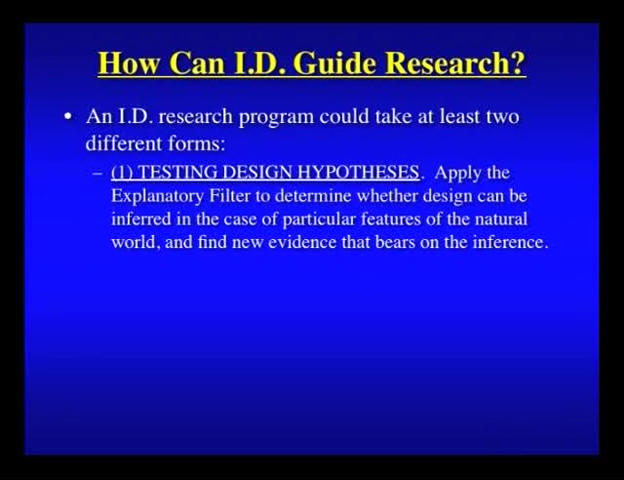 How Can I.D. Guide Research?
• An I.D. research program could take at least two
different forms:
– (1) TESTING DESIGN HYPOTHESES. Apply the
Explanatory Filter to determine whether design can be
inferred in the case of particular features of the natural
world, and find new evidence that bears on the inference.